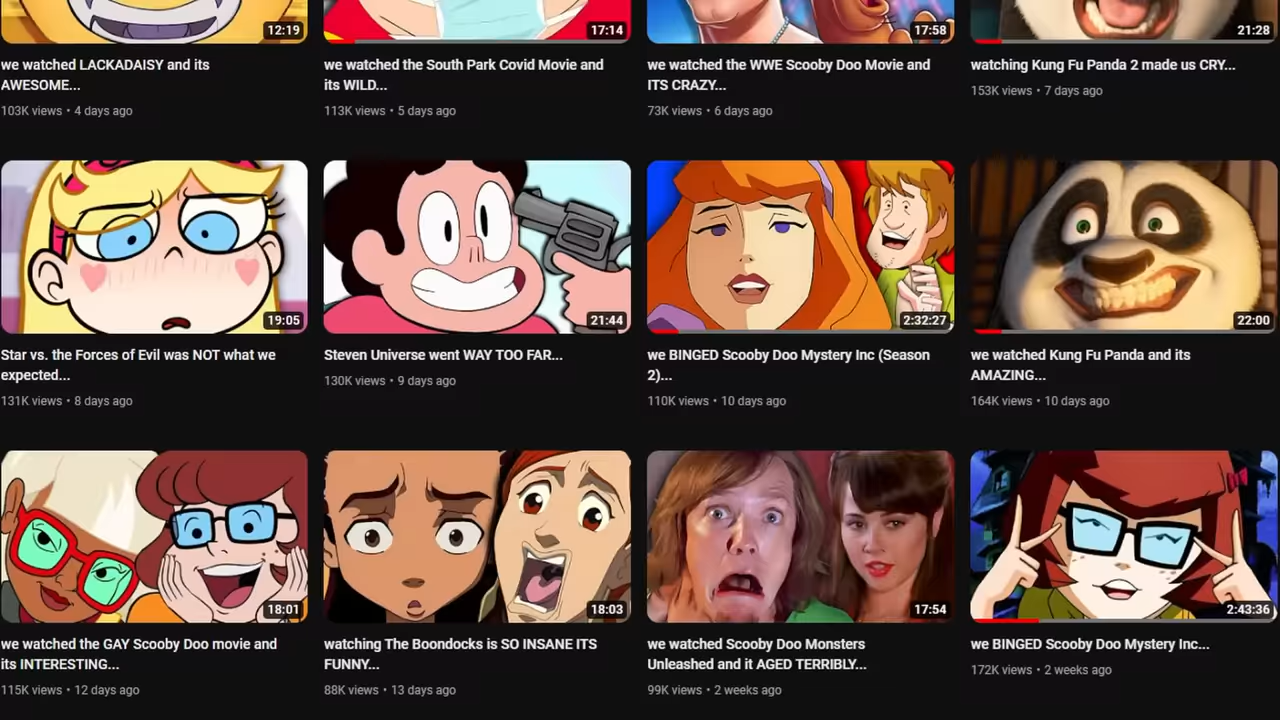 12:19
17:14
17:58
21:28
we watched LACKADAISY and its
AWESOME...
103K views • 4 days ago
we watched the South Park Covid Movie and
its WILD...
113K views • 5 days ago
we watched the WWE Scooby Doo Movie and
ITS CRAZY...
73K views • 6 days ago
watching Kung Fu Panda 2 made us CRY...
153K views • 7 days ago
19:05
21:44
2:32:27
22:00
Star vs. the Forces of Evil was NOT what we
expected...
131K views • 8 days ago
Steven Universe went WAY TOO FAR...
130K views • 9 days ago
we BINGED Scooby Doo Mystery Inc (Season
2)...
110K views • 10 days ago
we watched Kung Fu Panda and its
AMAZING...
164K views • 10 days ago
18:01
18:03
17:54
2:43:36
we watched the GAY Scooby Doo movie and
its INTERESTING...
115K views • 12 days ago
watching The Boondocks is SO INSANE ITS
FUNNY...
88K views • 13 days ago
we watched Scooby Doo Monsters
Unleashed and it AGED TERRIBLY...
99K views • 2 weeks ago
we BINGED Scooby Doo Mystery Inc...
172K views • 2 weeks ago